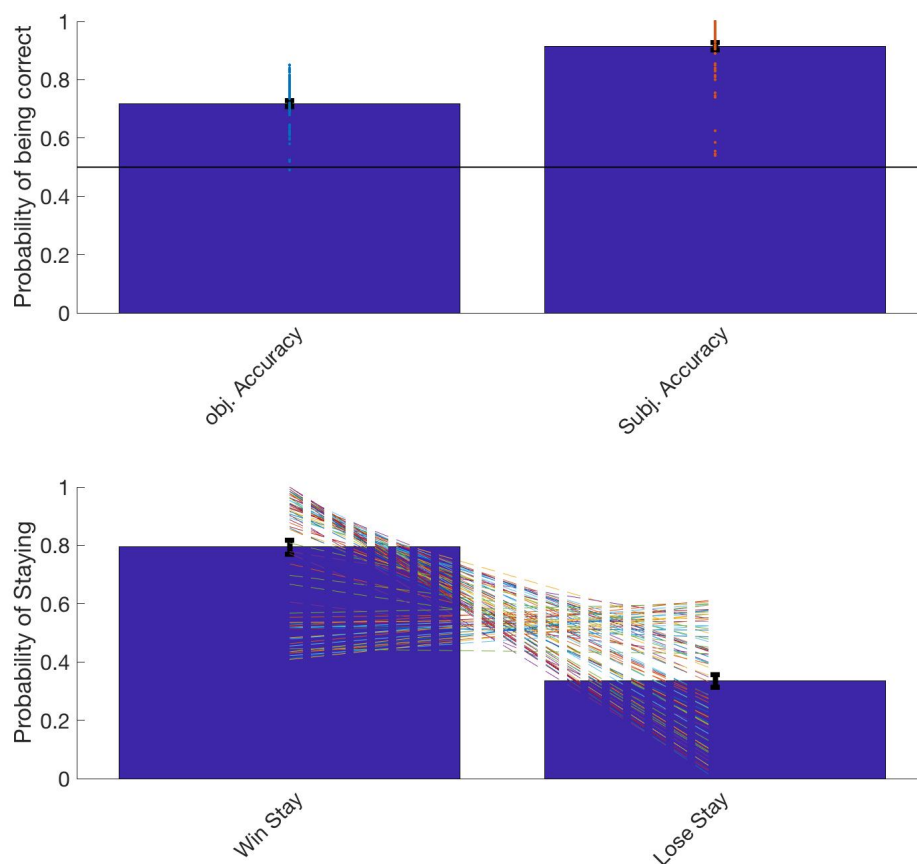 Probability of being correct
1
0.8
0.6
0.4
0.2
0
obj. Accuracy
Subj. Accuracy
Probability of Staying
1
0.8
0.6
0.4
0.2
0
Win Stay
Lose Stay